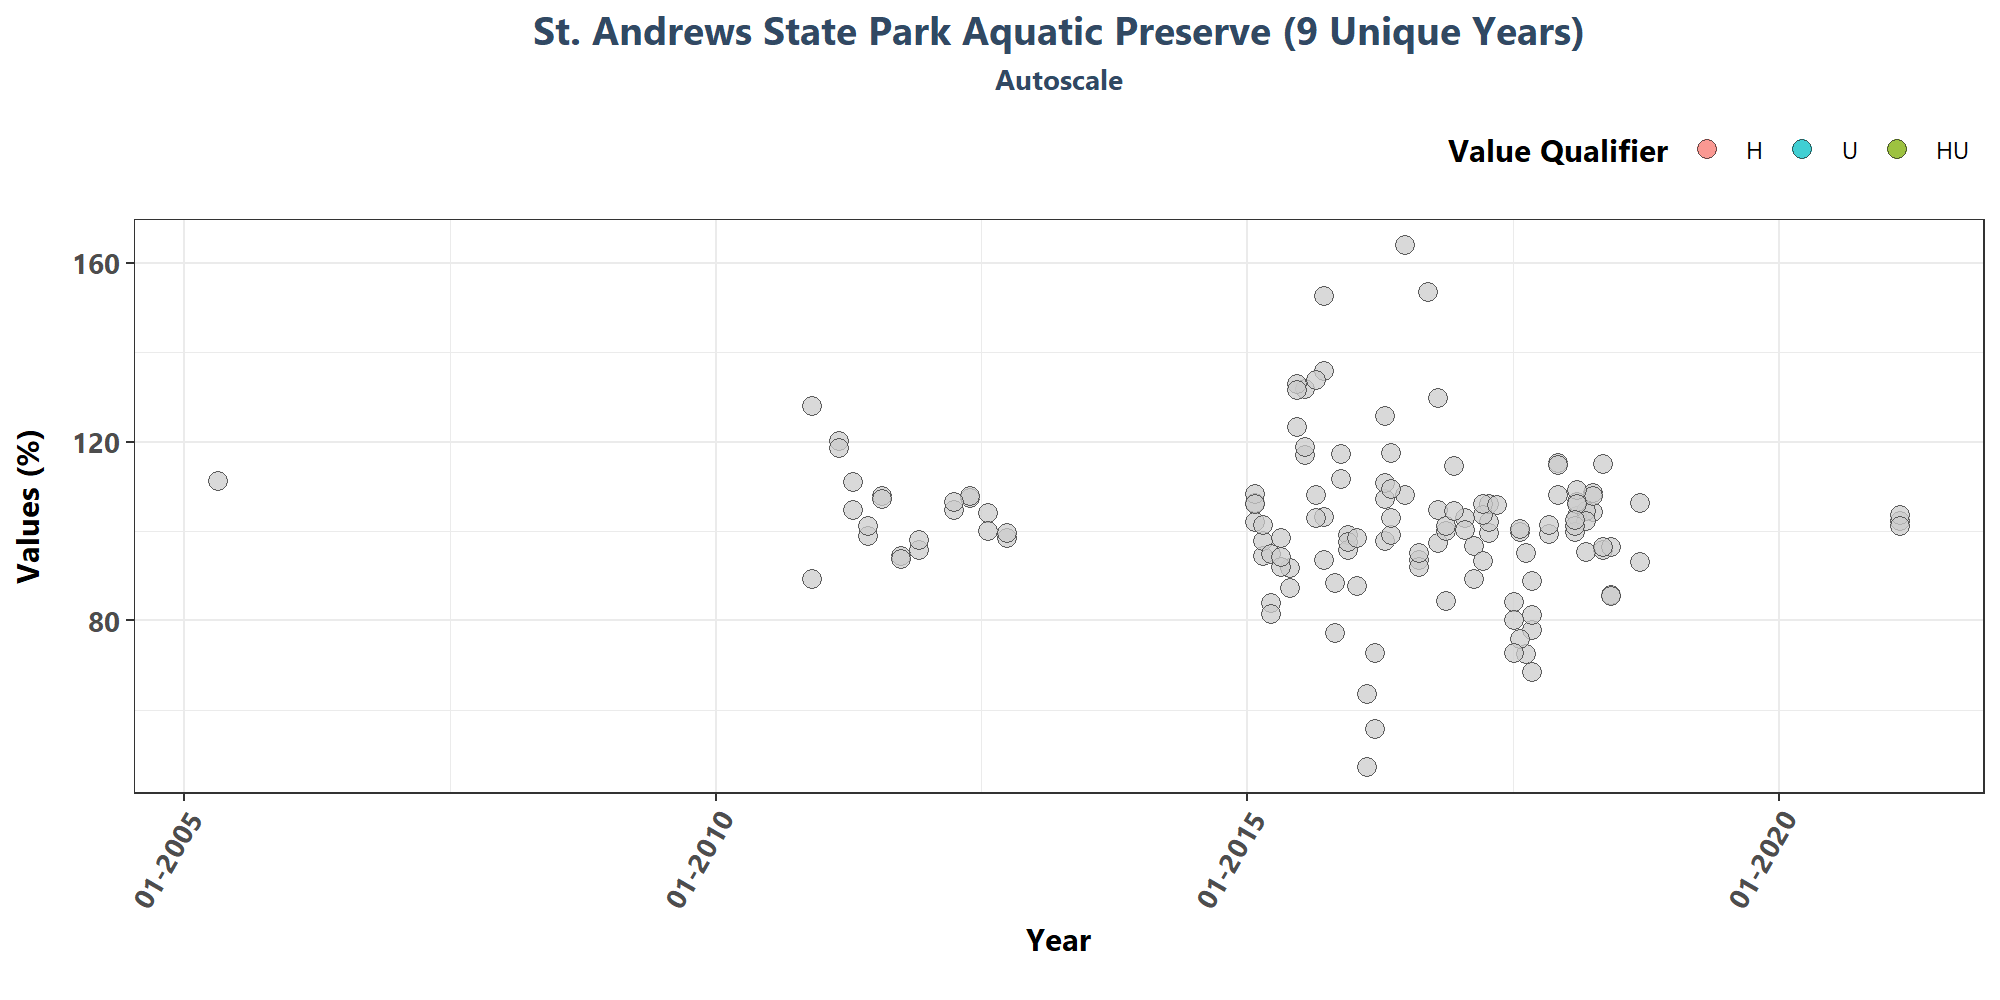 St. Andrews State Park Aquatic Preserve (9 Unique Years)
Autoscale
Value Qualifier H U HU
Values (%)
160
120
80
01-2005 01-2010 01-2015 01-2020
Year